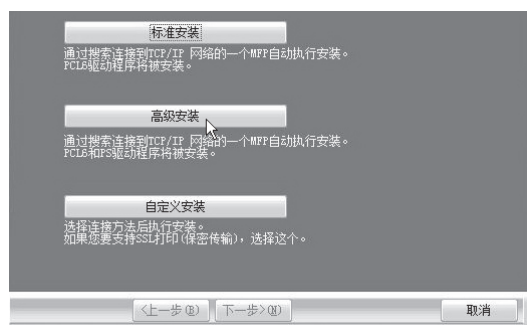 标准安装
通过搜索连接到TCP/IP 网络的一个MFP自动执行安装。
PCL6驱动程序将被安装。
高级安装
通过搜索连接到TCP/IP 网络的一个MFP自动执行安装。
PCL6和PS驱动程序将被安装。
自定义安装
选择连接方法后执行安装。
如果您要支持SSL打印(保密传输)，选择这个。
<上一步(B) 下一步>(N) 取消